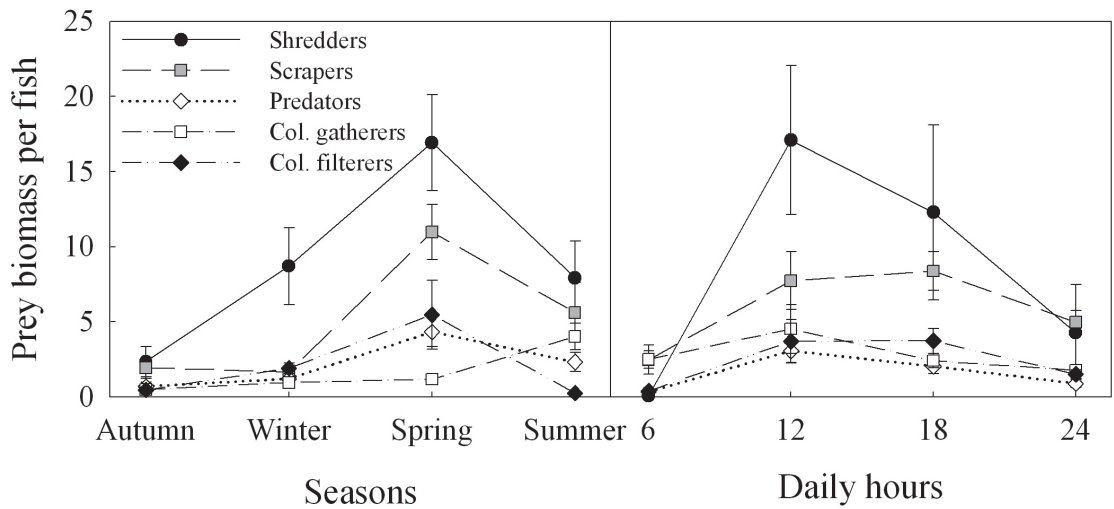 Prey biomass per fish
25
20
15
10
5
0
Shredders
Scrapers
Predators
Col. gatherers
Col. filterers
Autumn Winter Spring Summer 6 12 18 24
Seasons Daily hours